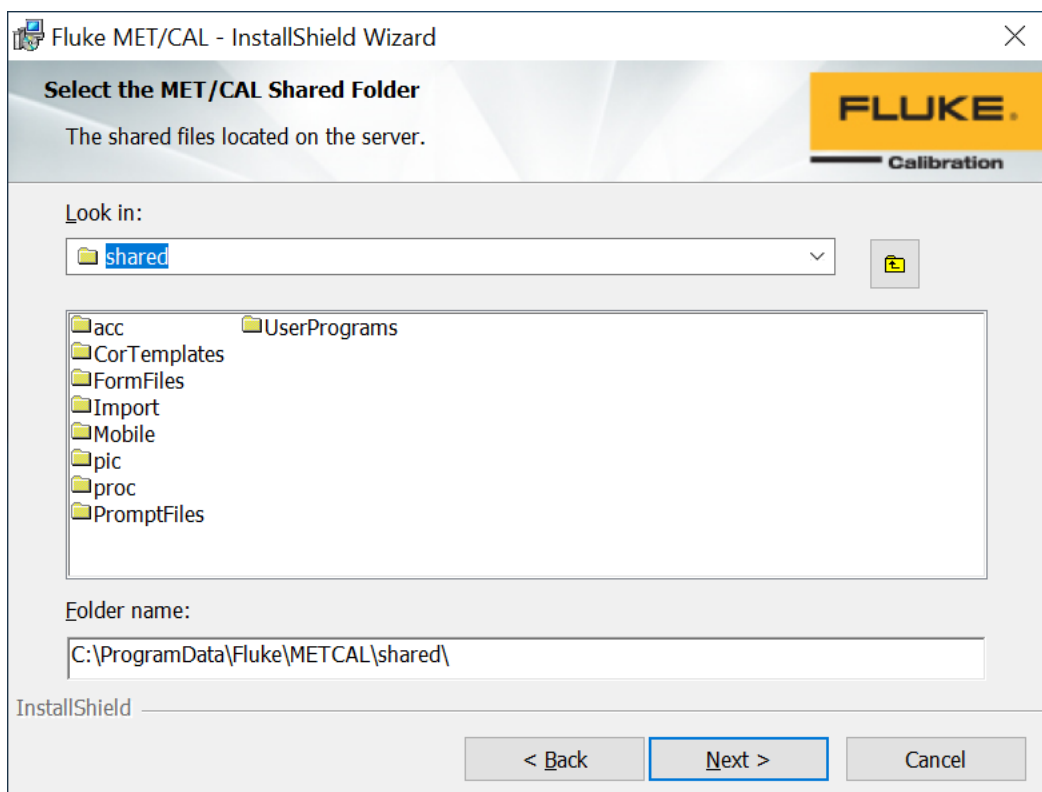 Fluke MET/CAL - InstallShield Wizard
Select the MET/CAL Shared Folder
The shared files located on the server.
FLUKE®
Calibration
Look in:
shared
acc
CorTemplates
FormFiles
Import
Mobile
pic
proc
PromptFiles
UserPrograms
Folder name:
C:\ProgramData\Fluke\METCAL\shared\
InstallShield
< Back
Next >
Cancel